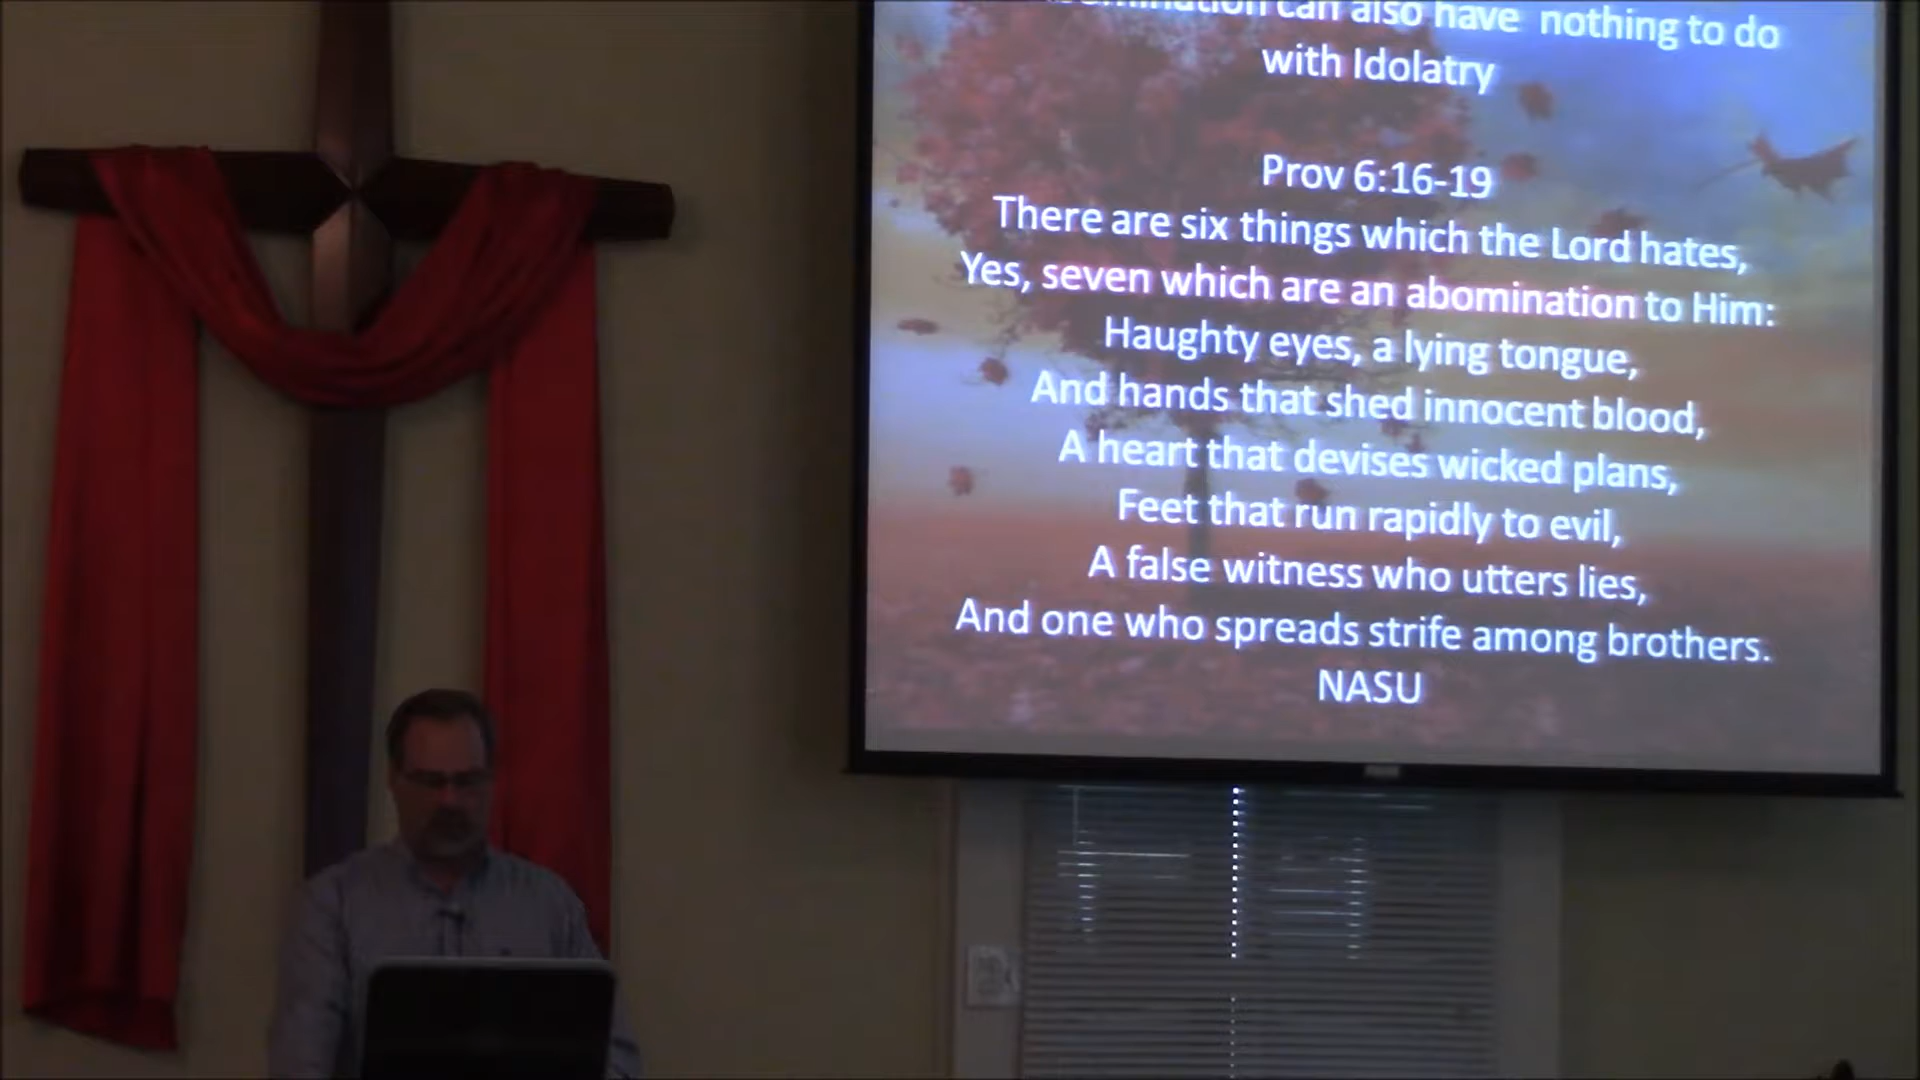 can also have nothing to do
with Idolatry
Prov 6:16-19
There are six things which the Lord hates,
Yes, seven which are an abomination to Him:
Haughty eyes, a lying tongue,
And hands that shed innocent blood,
A heart that devises wicked plans,
Feet that run rapidly to evil,
A false witness who utters lies,
And one who spreads strife among brothers.
NASU